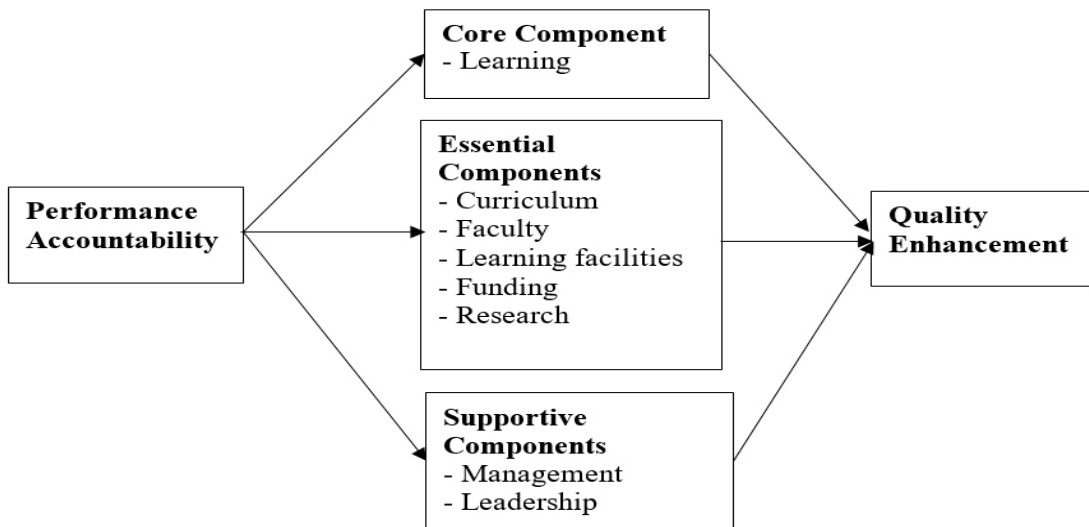 Performance
Accountability
Core Component
- Learning
Essential
Components
- Curriculum
- Faculty
- Learning facilities
- Funding
- Research
Supportive
Components
- Management
- Leadership
Quality
Enhancement